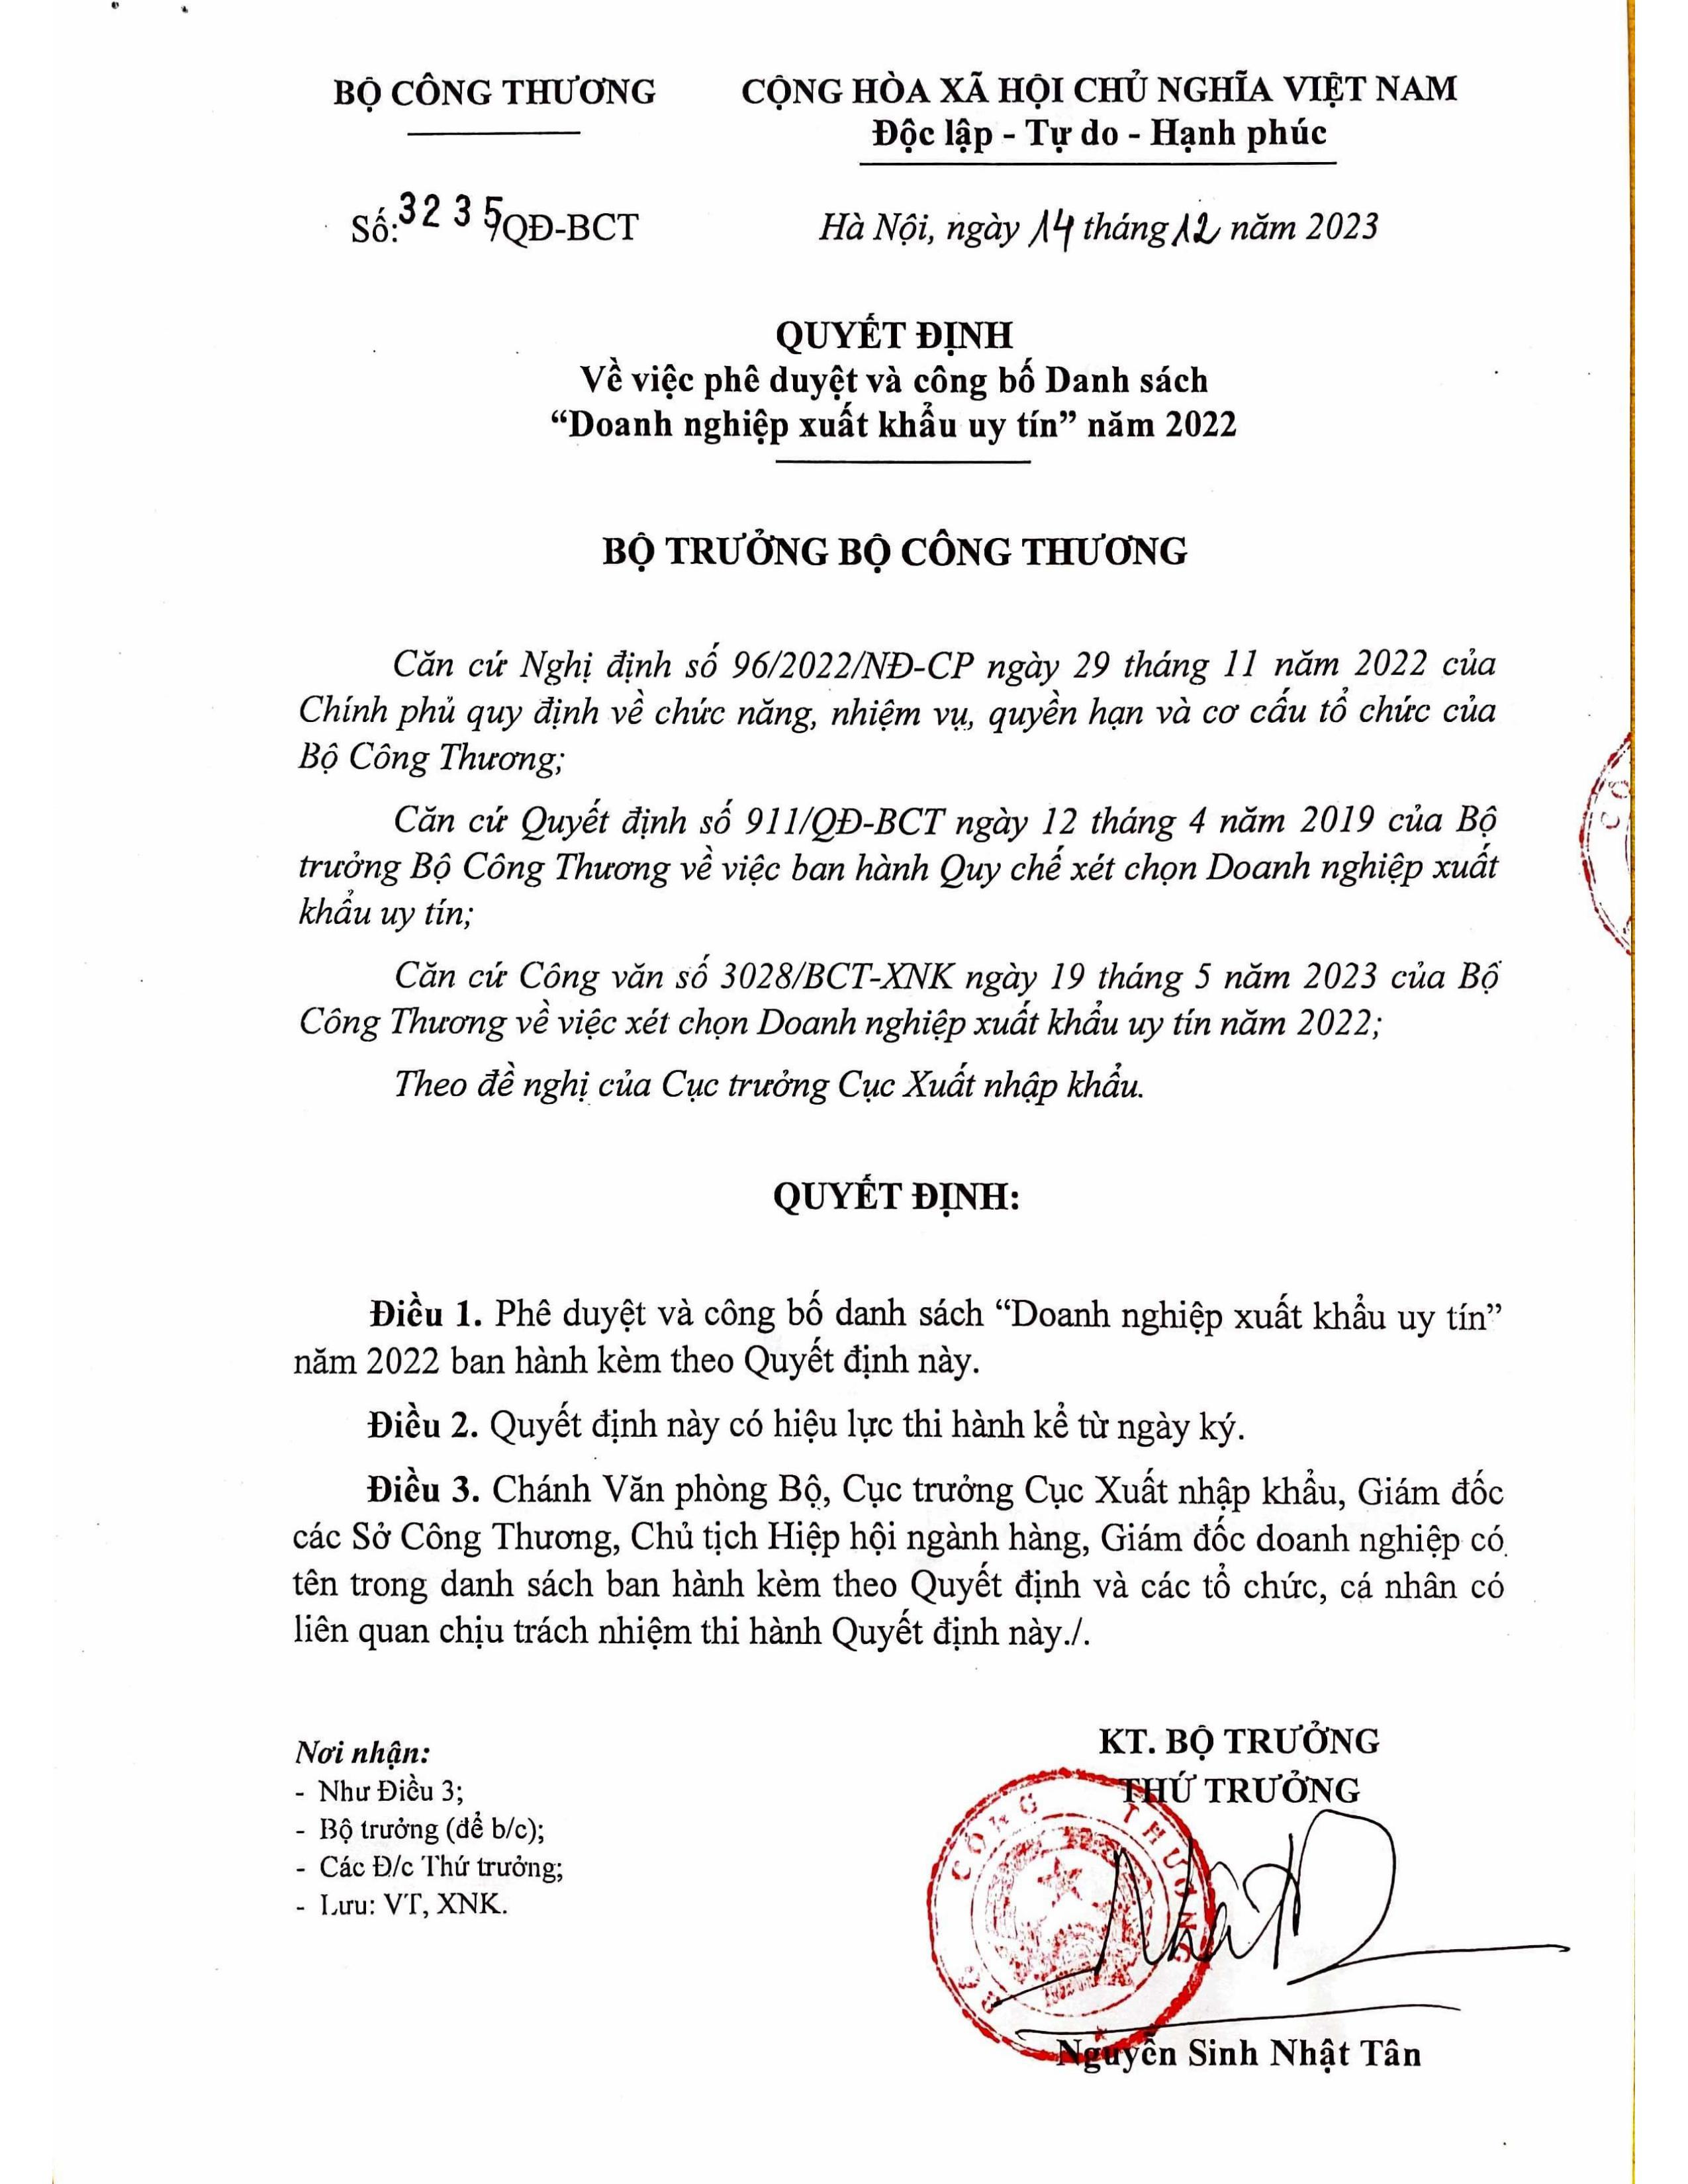 BỘ CÔNG THƯƠNG
CỘNG HÒA XÃ HỘI CHỦ NGHĨA VIỆT NAM
Độc lập - Tự do - Hạnh phúc
Số: 3235/QĐ-BCT
Hà Nội, ngày 14 tháng 12 năm 2023
QUYẾT ĐỊNH
Về việc phê duyệt và công bố Danh sách
“Doanh nghiệp xuất khẩu uy tín” năm 2022
BỘ TRƯỞNG BỘ CÔNG THƯƠNG
Căn cứ Nghị định số 96/2022/NĐ-CP ngày 29 tháng 11 năm 2022 của
Chính phủ quy định về chức năng, nhiệm vụ, quyền hạn và cơ cấu tổ chức của
Bộ Công Thương;
Căn cứ Quyết định số 911/QĐ-BCT ngày 12 tháng 4 năm 2019 của Bộ
trưởng Bộ Công Thương về việc ban hành Quy chế xét chọn Doanh nghiệp xuất
khẩu uy tín;
Căn cứ Công văn số 3028/BCT-XNK ngày 19 tháng 5 năm 2023 của Bộ
Công Thương về việc xét chọn Doanh nghiệp xuất khẩu uy tín năm 2022;
Theo đề nghị của Cục trưởng Cục Xuất nhập khẩu.
QUYẾT ĐỊNH:
Điều 1. Phê duyệt và công bố danh sách “Doanh nghiệp xuất khẩu uy tín”
năm 2022 ban hành kèm theo Quyết định này.
Điều 2. Quyết định này có hiệu lực thi hành kể từ ngày ký.
Điều 3. Chánh Văn phòng Bộ, Cục trưởng Cục Xuất nhập khẩu, Giám đốc
các Sở Công Thương, Chủ tịch Hiệp hội ngành hàng, Giám đốc doanh nghiệp có
tên trong danh sách ban hành kèm theo Quyết định và các tổ chức, cá nhân có
liên quan chịu trách nhiệm thi hành Quyết định này./.
Nơi nhận:
- Như Điều 3;
- Bộ trưởng (để b/c);
- Các Đ/c Thứ trưởng;
- Lưu: VT, XNK.
KT. BỘ TRƯỞNG
THỨ TRƯỞNG
BỘ CÔNG THƯƠNG
Nguyễn Sinh Nhật Tân